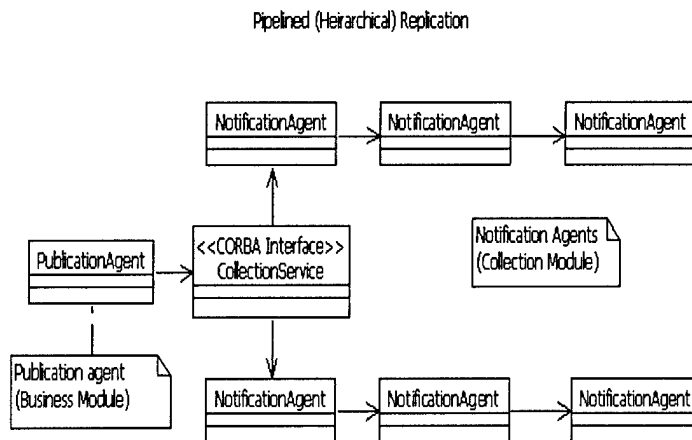 Pipelined (Heirarchical) Replication
NotificationAgent
NotificationAgent
NotificationAgent
<<CORBA Interface>>
CollectionService
PublicationAgent
Notification Agents
(Collection Module)
Publication agent
(Business Module)
NotificationAgent
NotificationAgent
NotificationAgent